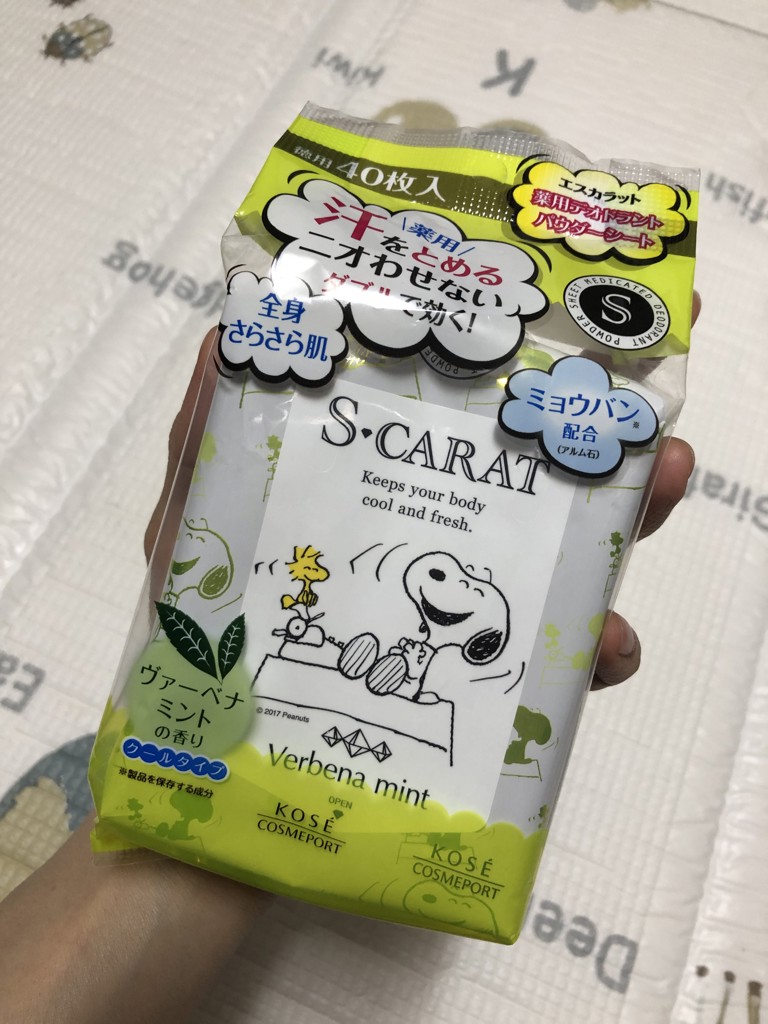 kiwi
K
徳用 40枚入
エスカラット
薬用デオドラント
パウダーシート
\薬用/
汗をとめる
ニオわせない
ダブルで効く!
MEDICATED DEODORANT POWDER SHEET
S
全身
さらさら肌
ミョウバン※
配合
(アルム石)
S・CARAT
Keeps your body
cool and fresh.
ヴァーベナ
ミント
の香り
クールタイプ
※製品を保存する成分
© 2017 Peanuts
Verbena mint
OPEN
KOSÉ
COSMEPORT
KOSÉ
COSMEPORT
Dee